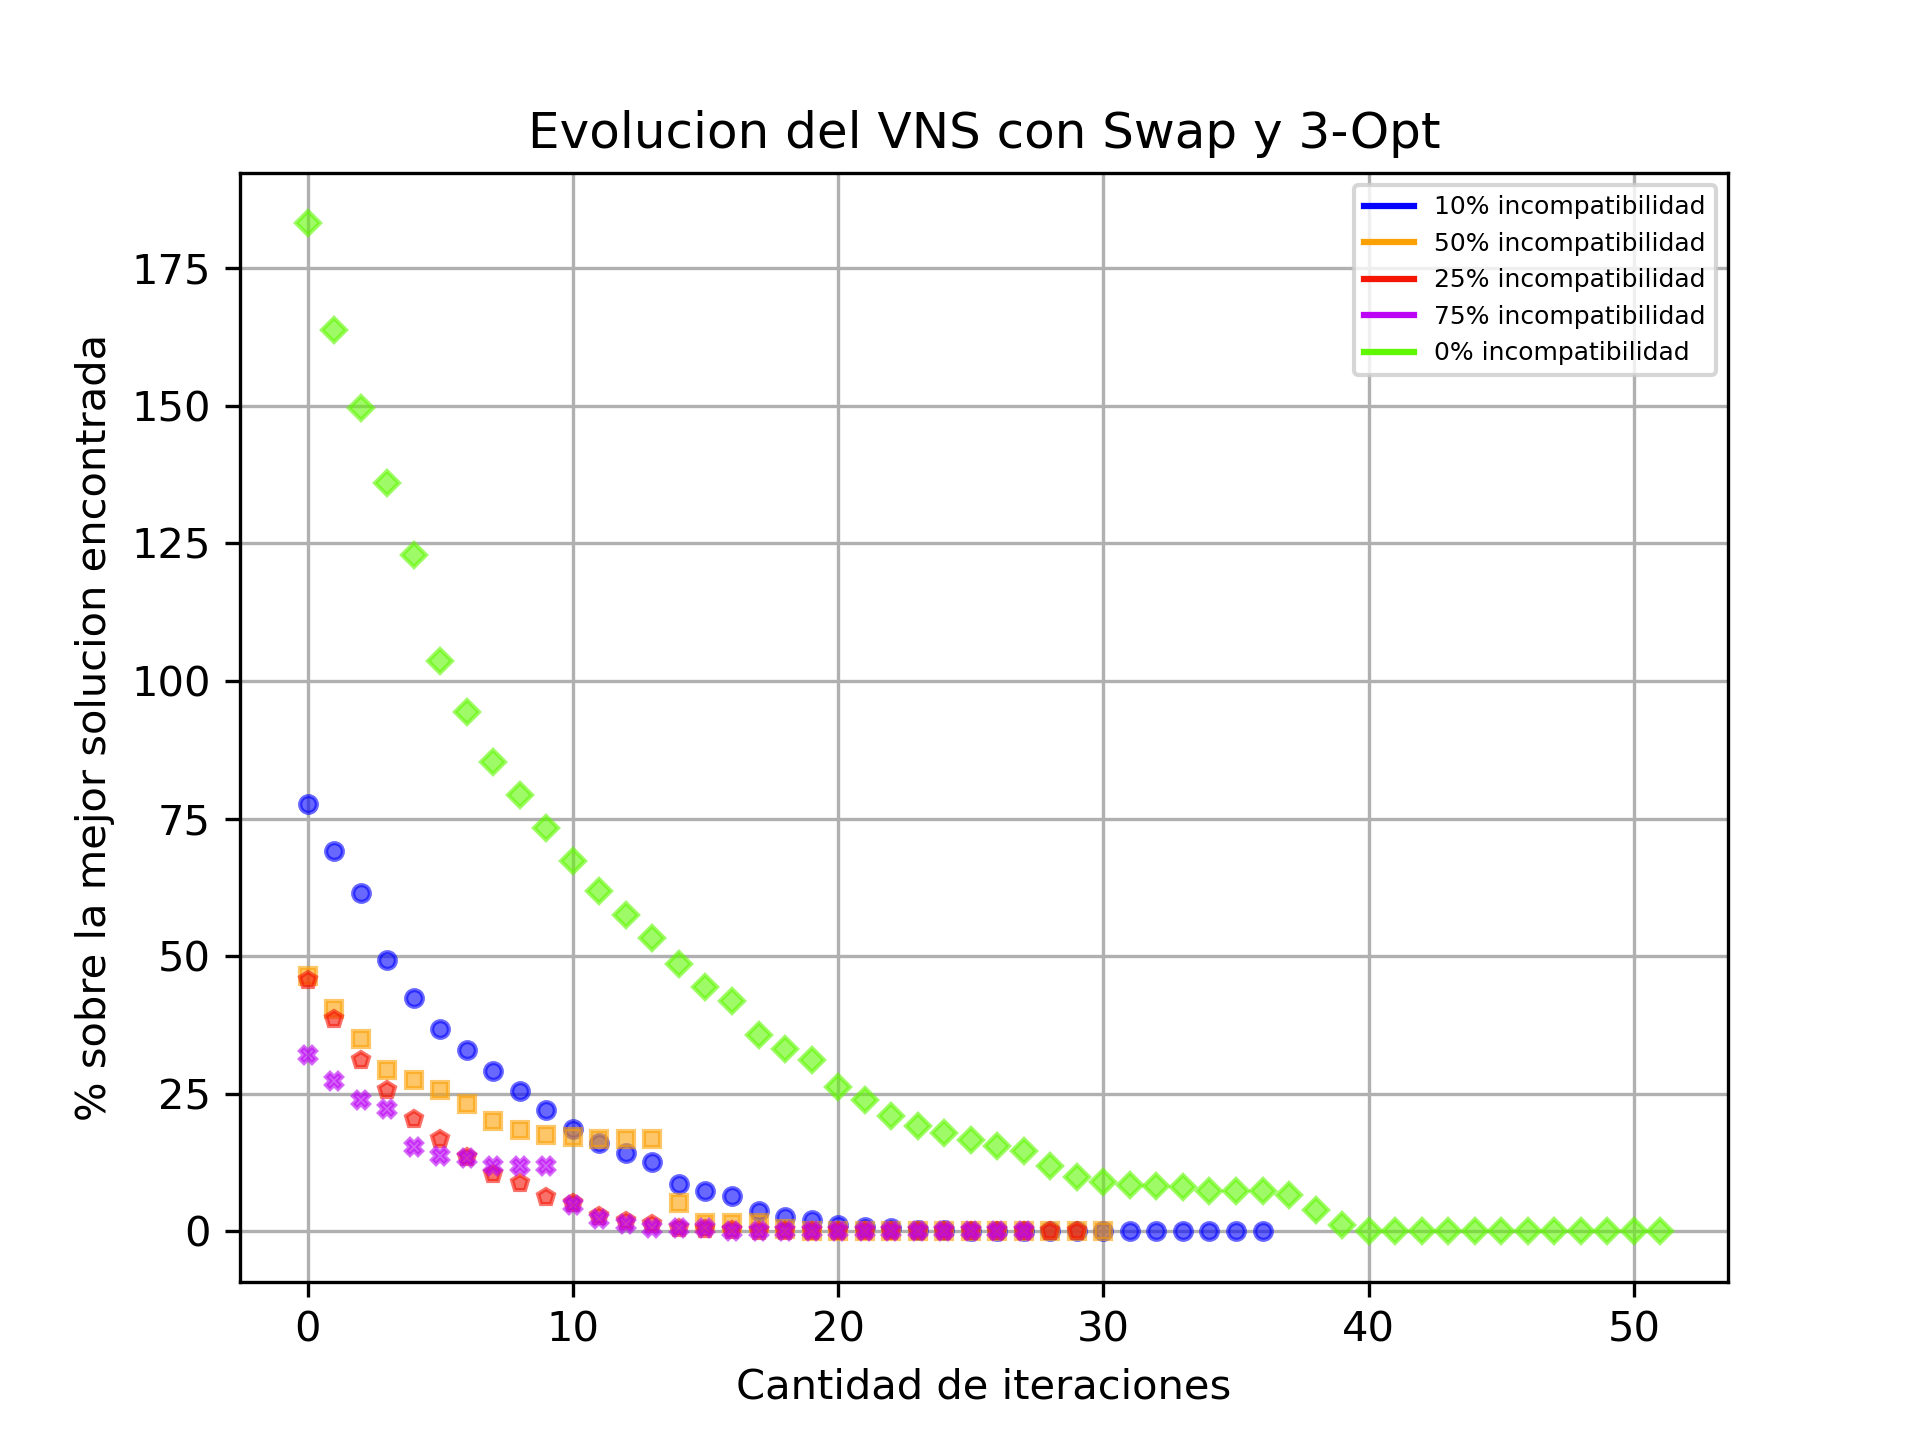 Evolucion del VNS con Swap y 3-Opt
10% incompatibilidad
50% incompatibilidad
25% incompatibilidad
75% incompatibilidad
0% incompatibilidad
% sobre la mejor solucion encontrada
175
150
125
100
75
50
25
0
0 10 20 30 40 50
Cantidad de iteraciones